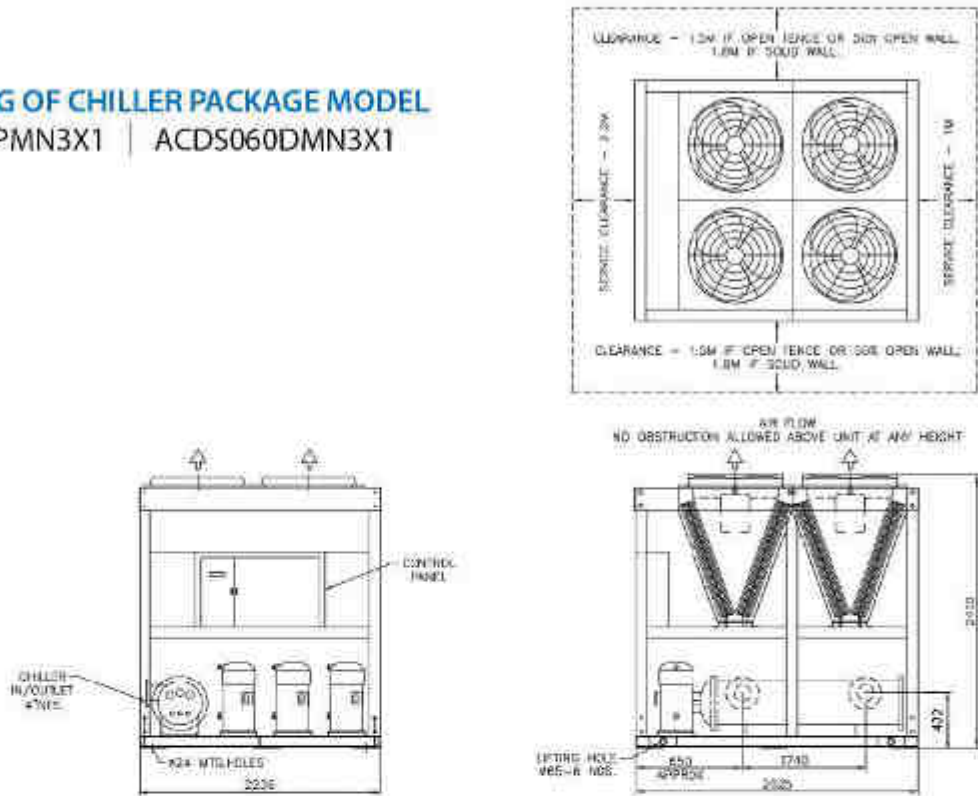 G OF CHILLER PACKAGE MODEL
PMN3X1 | ACDS060DMN3X1
CLEARANCE - 1.5M IF OPEN FENCE OR 50% OPEN WALL,
1.8M IF SOLID WALL
SERVICE CLEARANCE -
SERVICE CLEARANCE - 1M
CLEARANCE - 1.5M IF OPEN FENCE OR 50% OPEN WALL,
1.8M IF SOLID WALL
AIR FLOW
NO OBSTRUCTION ALLOWED ABOVE UNIT AT ANY HEIGHT
CONTROL
PANEL
CHILLER
IN/OUTLET
MTG.HOLES
2236
LIFTING HOLE
APPROX
650
1740
402